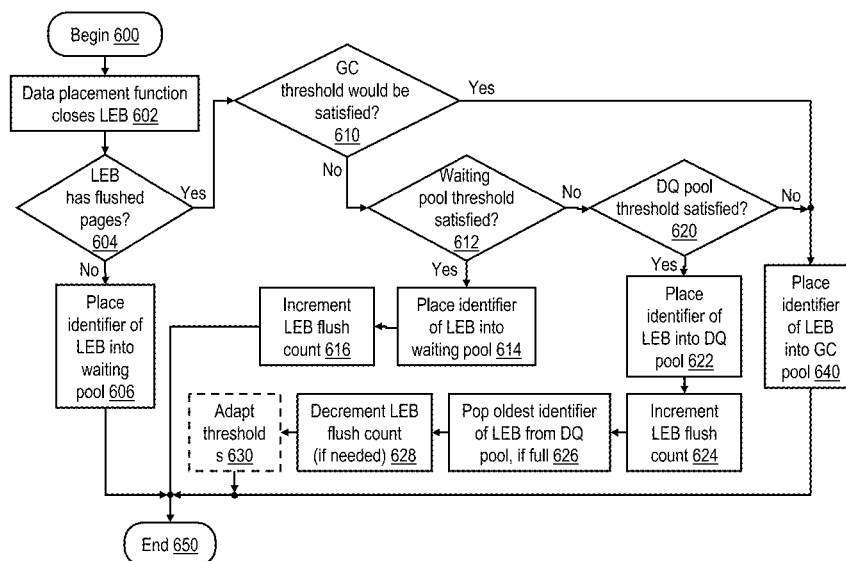 Begin 600
Data placement function
closes LEB 602
LEB
has flushed
pages?
604
Yes
No
Place
identifier of
LEB into
waiting
pool 606
GC
threshold would be
satisfied?
610
Yes
No
Waiting
pool threshold
satisfied?
612
No
Yes
DQ pool
threshold satisfied?
620
No
Yes
Increment
LEB flush
count 616
Place identifier
of LEB into
waiting pool 614
Place
identifier of
LEB into DQ
pool 622
Place
identifier
of LEB
into GC
pool 640
Adapt
threshold
s 630
Decrement LEB
flush count
(if needed) 628
Pop oldest identifier
of LEB from DQ
pool, if full 626
Increment
LEB flush
count 624
End 650